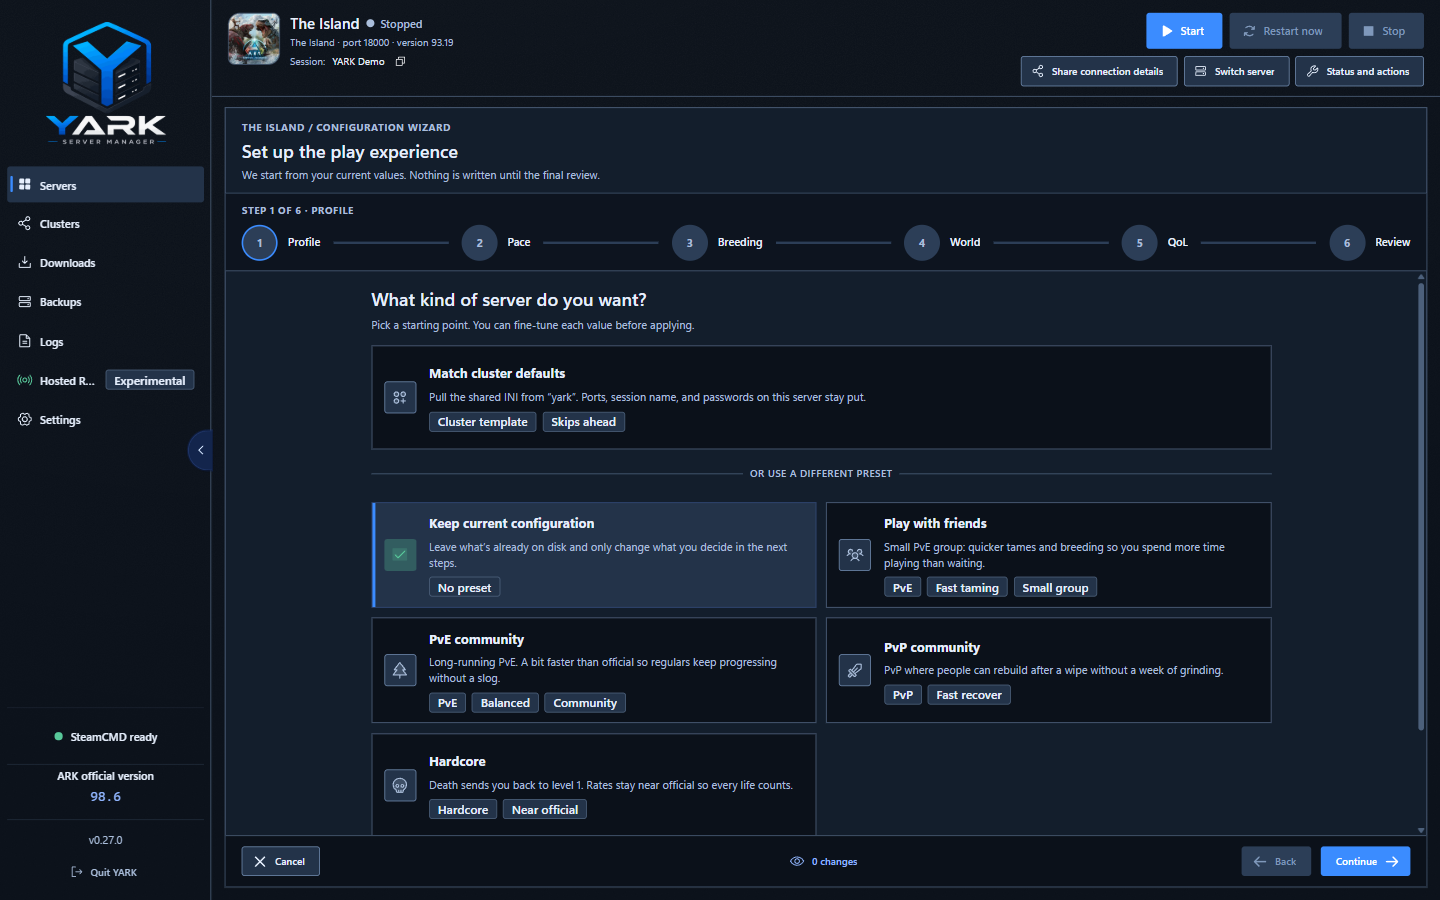 YARK
SERVER MANAGER
Servers
Clusters
Downloads
Backups
Logs
Hosted R...
Experimental
Settings
SteamCMD ready
ARK official version
98.6
v0.27.0
Quit YARK
The Island
Stopped
The Island · port 18000 · version 93.19
Session: YARK Demo
Start
Restart now
Stop
Share connection details
Switch server
Status and actions
THE ISLAND / CONFIGURATION WIZARD
Set up the play experience
We start from your current values. Nothing is written until the final review.
STEP 1 OF 6 · PROFILE
1 Profile
2 Pace
3 Breeding
4 World
5 QoL
6 Review
What kind of server do you want?
Pick a starting point. You can fine-tune each value before applying.
Match cluster defaults
Pull the shared INI from "yark". Ports, session name, and passwords on this server stay put.
Cluster template
Skips ahead
OR USE A DIFFERENT PRESET
Keep current configuration
Leave what's already on disk and only change what you decide in the next
steps.
No preset
Play with friends
Small PvE group: quicker tames and breeding so you spend more time
playing than waiting.
PvE
Fast taming
Small group
PvE community
Long-running PvE. A bit faster than official so regulars keep progressing
without a slog.
PvE
Balanced
Community
PvP community
PvP where people can rebuild after a wipe without a week of grinding.
PvP
Fast recover
Hardcore
Death sends you back to level 1. Rates stay near official so every life counts.
Hardcore
Near official
Cancel
0 changes
Back
Continue